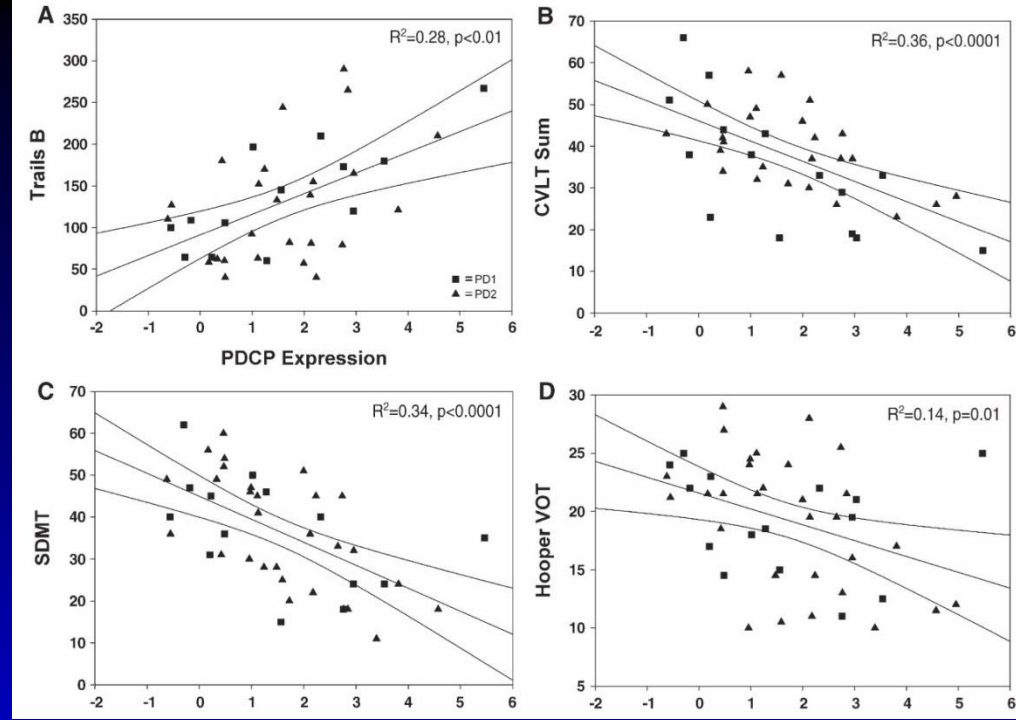 A
R²=0.28, p<0.01
350
300
250
200
150
100
50
0
Trails B
■ =PD1
▲ =PD2
-2 -1 0 1 2 3 4 5 6
PDCP Expression
B
R²=0.36, p<0.0001
70
60
50
40
30
20
10
0
CVLT Sum
-2 -1 0 1 2 3 4 5 6
C
R²=0.34, p<0.0001
70
60
50
40
30
20
10
0
SDMT
-2 -1 0 1 2 3 4 5 6
D
R²=0.14, p=0.01
30
25
20
15
10
5
Hooper VOT
-2 -1 0 1 2 3 4 5 6